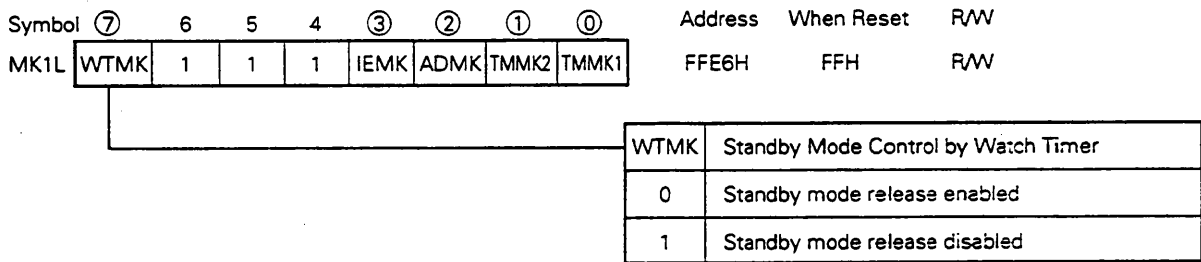 Symbol ⑦ 6 5 4 ③ ② ① ⓪ Address When Reset R/W
MK1L WTMK 1 1 1 IEMK ADMK TMMK2 TMMK1 FFE6H FFH R/W
WTMK Standby Mode Control by Watch Timer
0 Standby mode release enabled
1 Standby mode release disabled